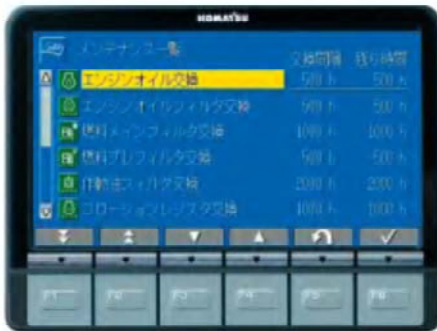 KOMATSU
メンテナンス一覧 交換間隔 残り時間
エンジンオイル交換 500 h 500 h
エンジンオイルフィルタ交換 500 h 500 h
燃料メインフィルタ交換 1000 h 1000 h
燃料プレフィルタ交換 500 h 500 h
作動油フィルタ交換 2000 h 2000 h
コロージョンレジスタ交換 1000 h 1000 h
F1 F2 F3 F4 F5 F6